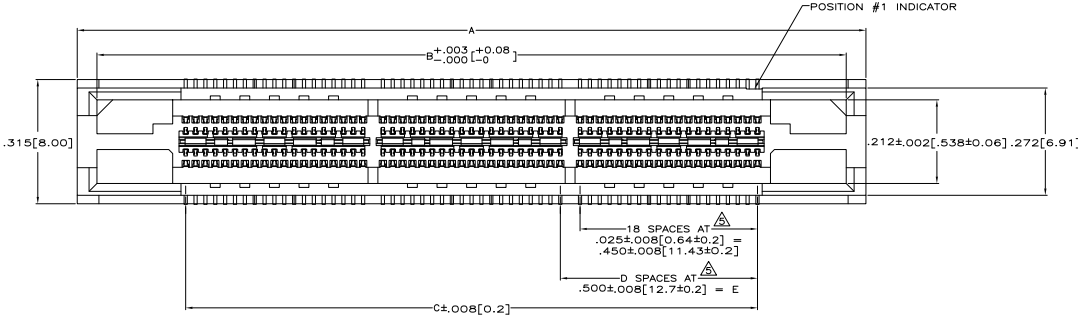 POSITION #1 INDICATOR
A
B+.003 -.000 [+0.08 -0]
.315[8.00]
.212±.002[.538±0.06]
.272[6.91]
18 SPACES AT 5
.025±.008[0.64±0.2] =
.450±.008[11.43±0.2]
D SPACES AT 5
.500±.008[12.7±0.2] = E
C±.008[0.2]